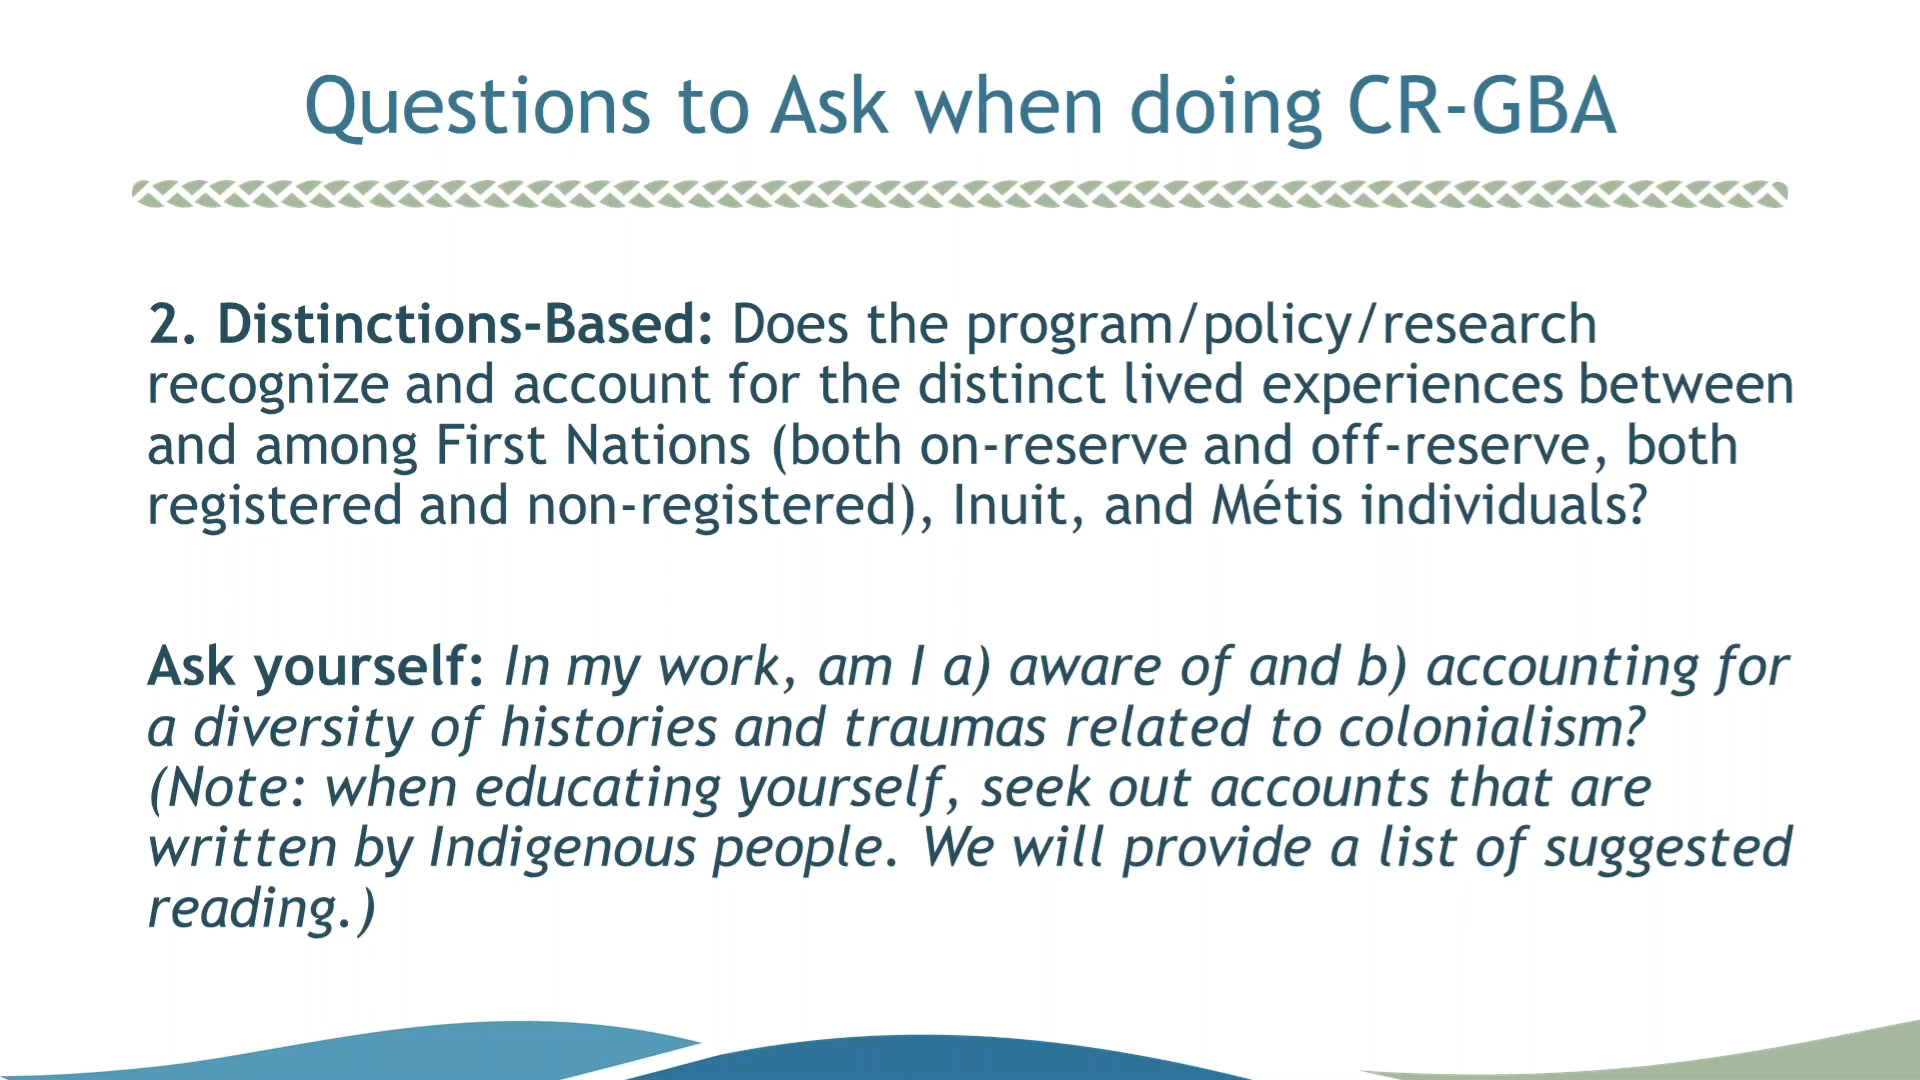 Questions to Ask when doing CR-GBA
2. Distinctions-Based: Does the program/policy/research
recognize and account for the distinct lived experiences between
and among First Nations (both on-reserve and off-reserve, both
registered and non-registered), Inuit, and Métis individuals?
Ask yourself: In my work, am I a) aware of and b) accounting for
a diversity of histories and traumas related to colonialism?
(Note: when educating yourself, seek out accounts that are
written by Indigenous people. We will provide a list of suggested
reading.)